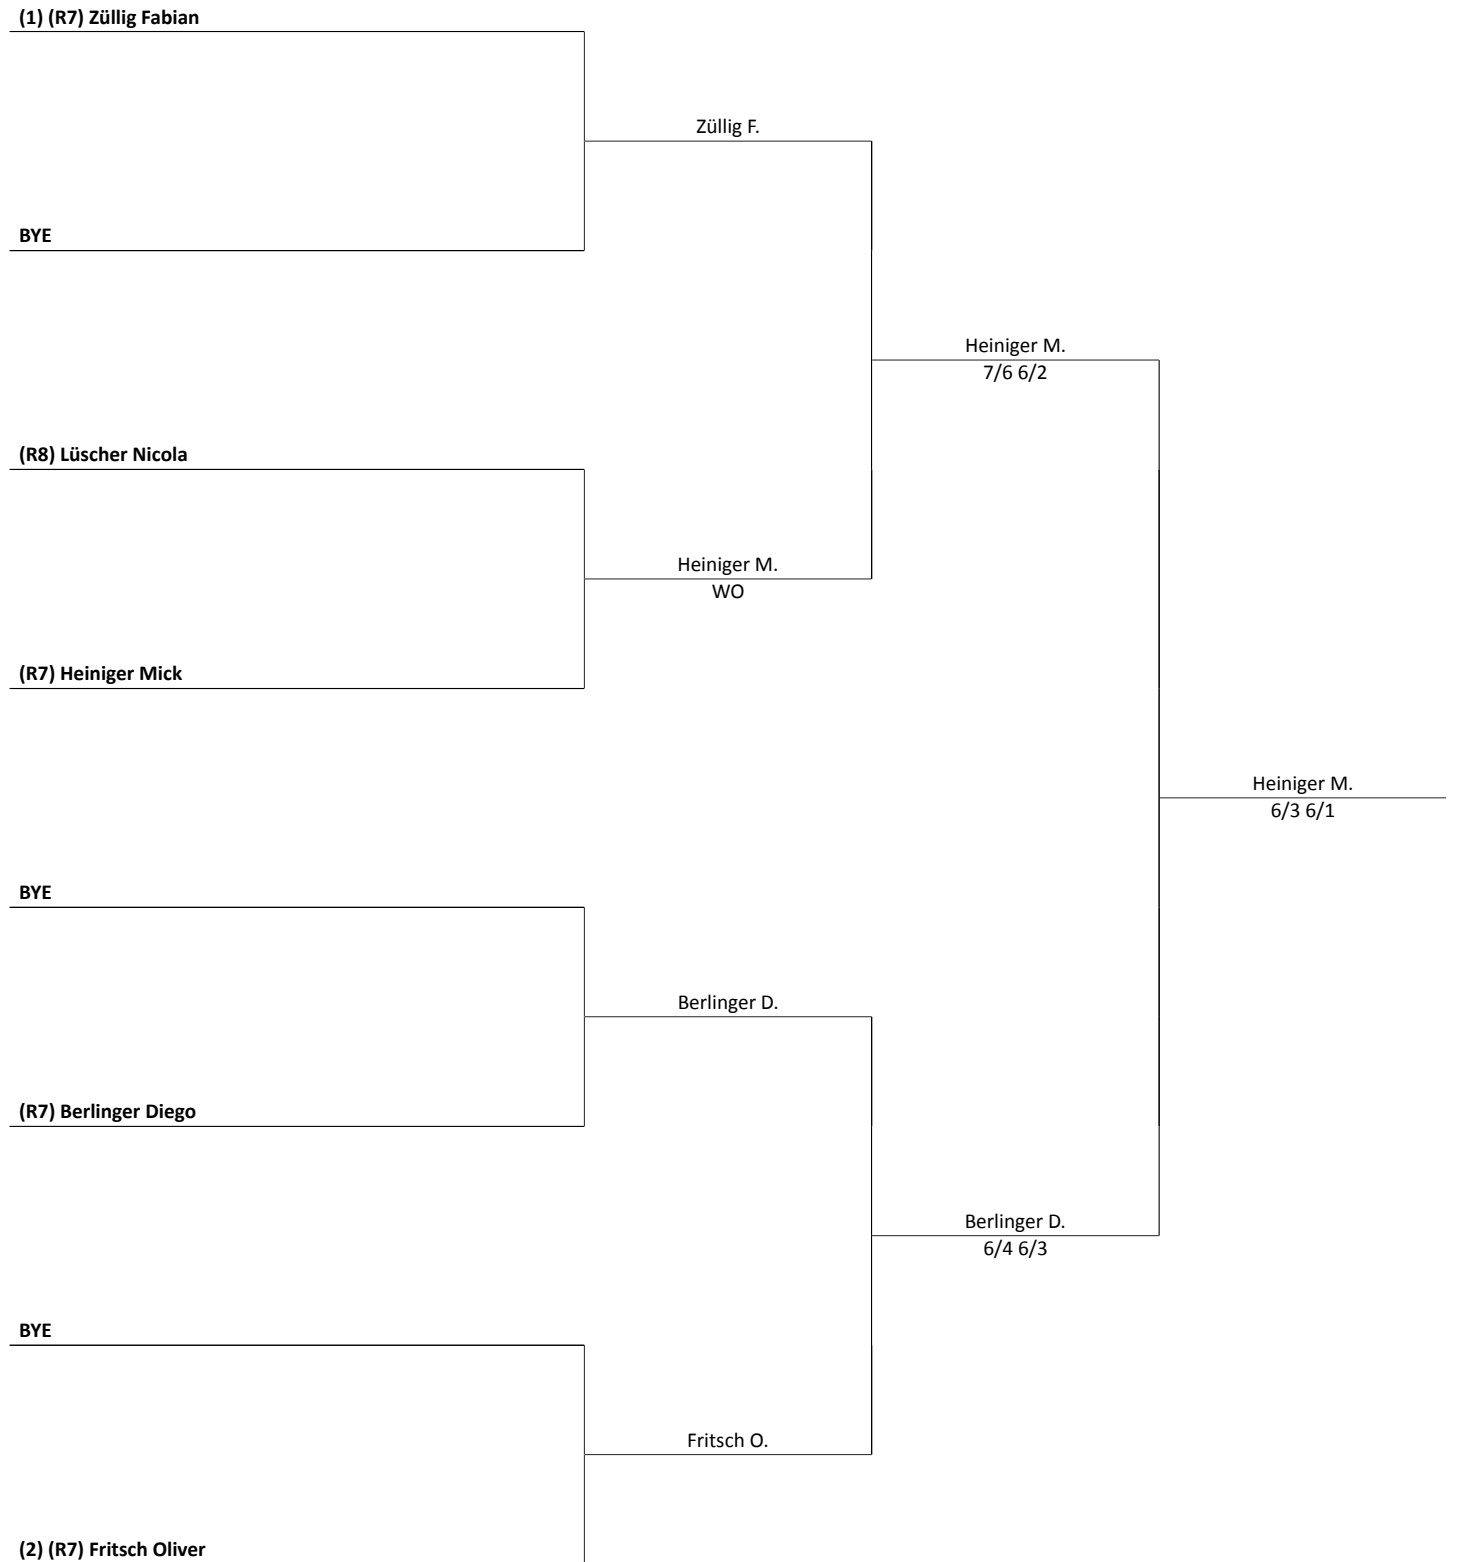 (1) (R7) Züllig Fabian
Züllig F.
BYE
Heiniger M.
7/6 6/2
(R8) Lüscher Nicola
Heiniger M.
WO
(R7) Heiniger Mick
Heiniger M.
6/3 6/1
BYE
Berlinger D.
(R7) Berlinger Diego
Berlinger D.
6/4 6/3
BYE
Fritsch O.
(2) (R7) Fritsch Oliver